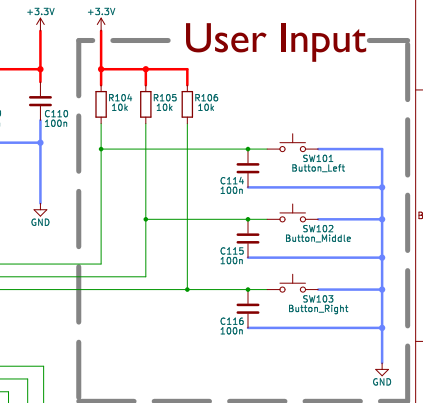 +3.3V
+3.3V
User Input
C110
100n
R104
10k
R105
10k
R106
10k
SW101
Button_Left
C114
100n
GND
SW102
Button_Middle
C115
100n
SW103
Button_Right
C116
100n
GND